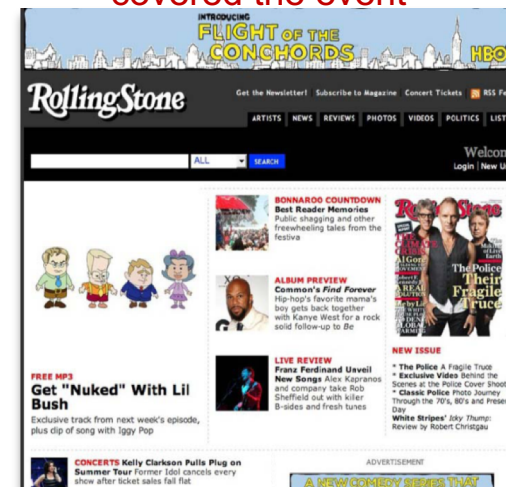 covered the event
INTRODUCING
FLIGHT OF THE
CONCHORDS
HBO
RollingStone
Get the Newsletter! Subscribe to Magazine Concert Tickets RSS Fe
ARTISTS NEWS REVIEWS PHOTOS VIDEOS POLITICS LIST
Welcom
ALL SEARCH
Login | New U
BONNAROO COUNTDOWN
Best Reader Memories
Public shagging and other
freewheeling tales from the
festiva
ALBUM PREVIEW
Common's Find Forever
Hip-hop's favorite mama's
boy gets back together
with Kanye West for a rock
solid follow-up to Be
LIVE REVIEW
Franz Ferdinand Unveil
New Songs Alex Kapranos
and company take Rob
Sheffield out with killer
B-sides and fresh tunes
The Police
Their
Fragile
Truce
NEW ISSUE
* The Police A Fragile Truce
* Exclusive Video Behind the
Scenes at the Police Cover Shoot
* Classic Police Photo Journey
Through the 70's, 80's and Presen
Day
White Stripes' Icky Thump:
Review by Robert Christgau
FREE MP3
Get "Nuked" With Lil
Bush
Exclusive track from next week's episode,
plus clip of song with Iggy Pop
CONCERTS Kelly Clarkson Pulls Plug on
Summer Tour Former Idol cancels every
show after ticket sales fall flat
ADVERTISEMENT
A NEW COMEDY SERIES THAT